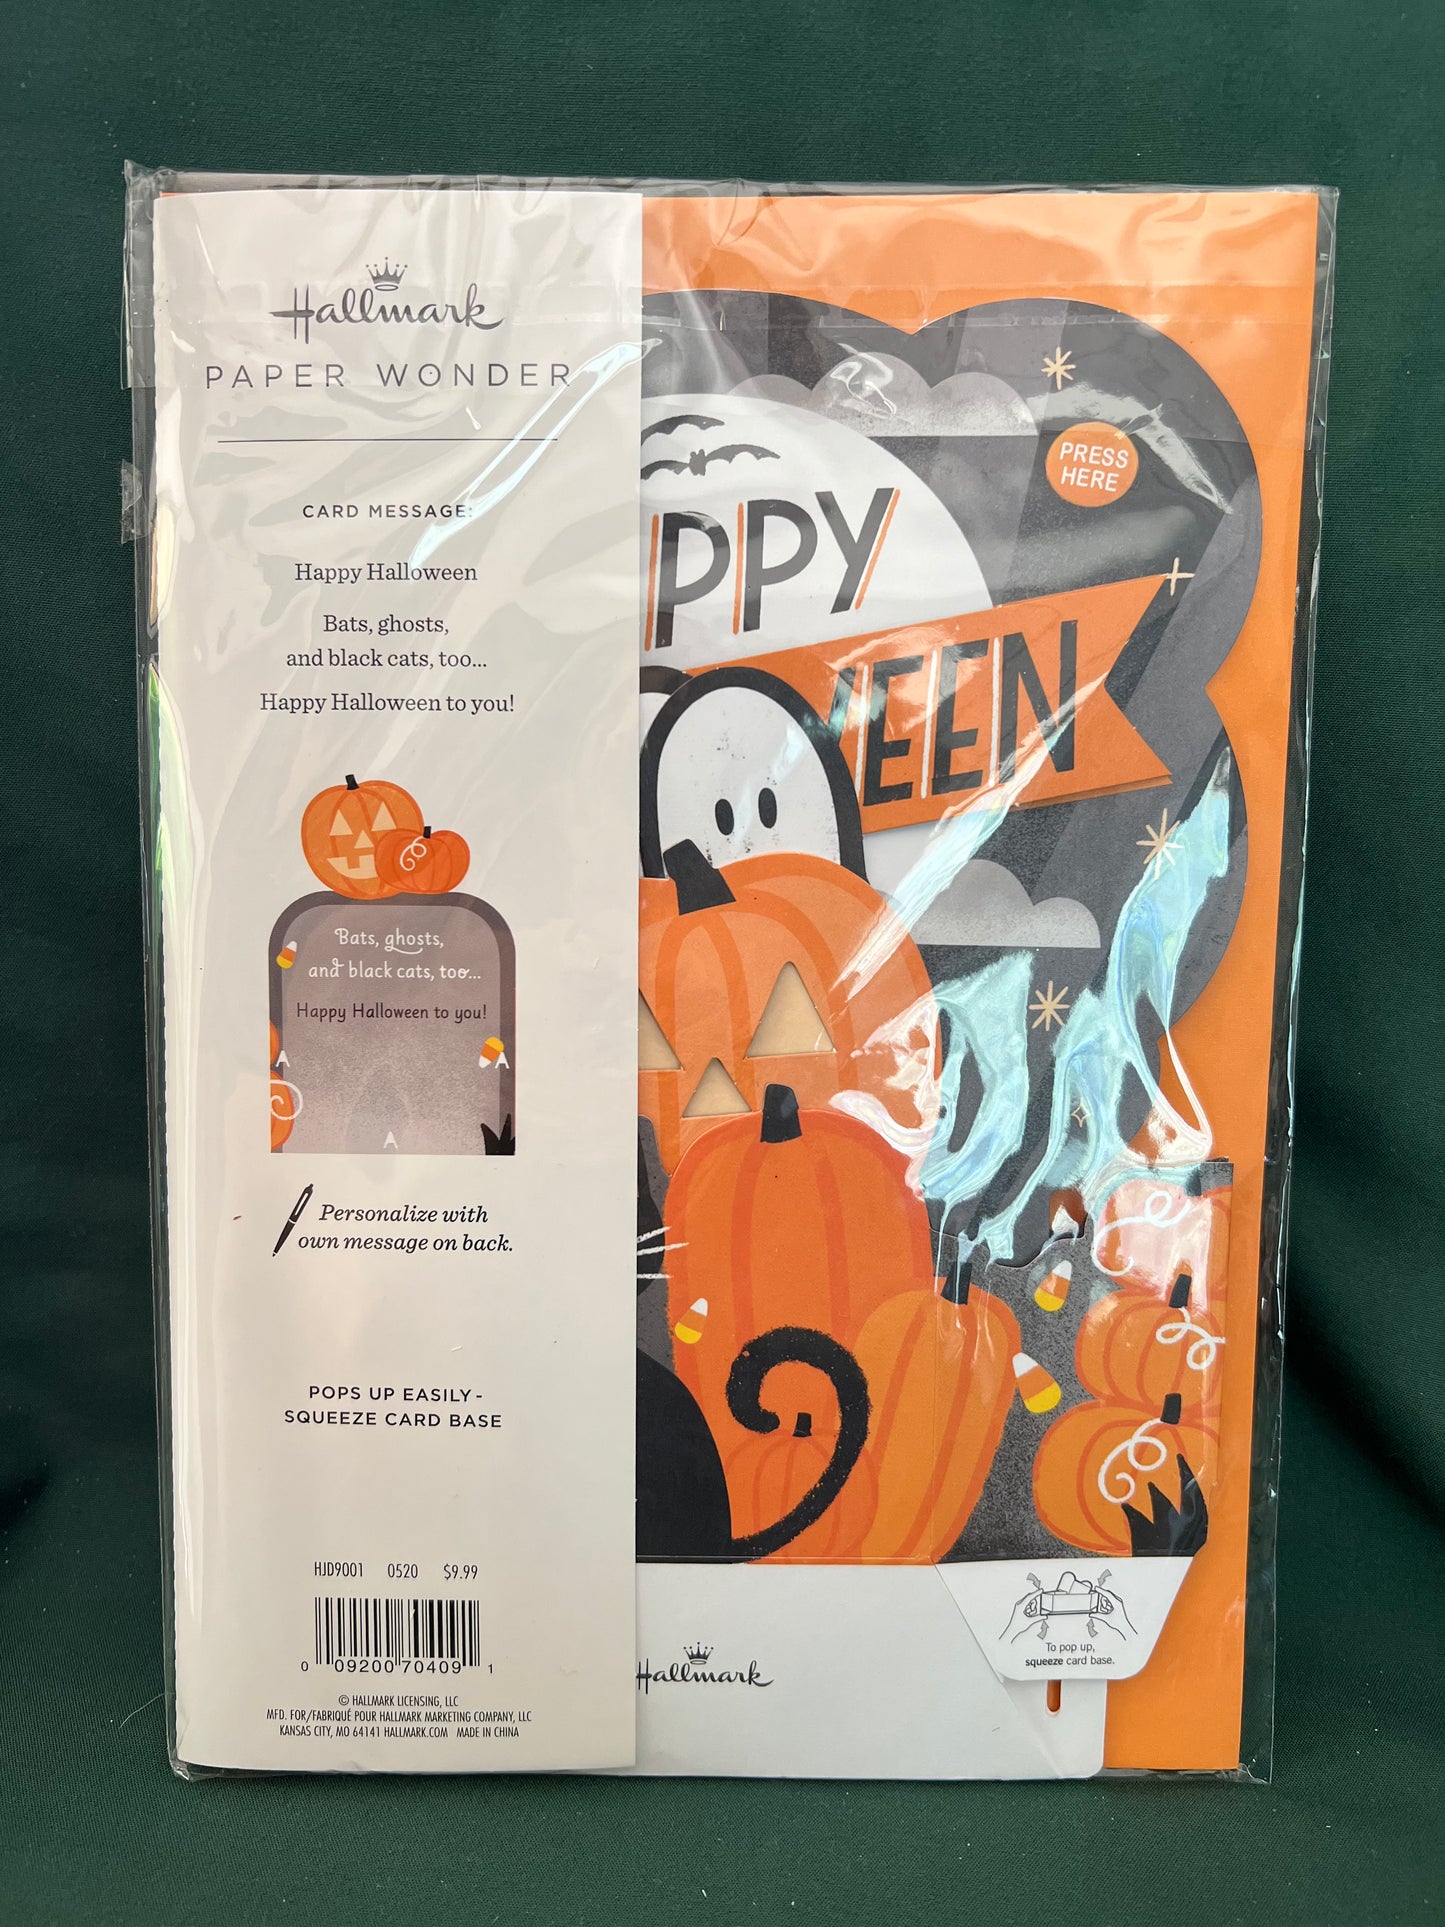 Hallmark
PAPER WONDER
CARD MESSAGE:
Happy Halloween
Bats, ghosts,
and black cats, too...
Happy Halloween to you!
Bats, ghosts,
and black cats, too...
Happy Halloween to you!
A
A
A
Personalize with
own message on back.
POPS UP EASILY-
SQUEEZE CARD BASE
HJD9001 0520 $9.99
0 09200 70409 1
© HALLMARK LICENSING, LLC
MFD. FOR/FABRIQUÉ POUR HALLMARK MARKETING COMPANY, LLC
KANSAS CITY, MO 64141 HALLMARK.COM MADE IN CHINA
PRESS
HERE
PPY
EEN
To pop up,
squeeze card base.
Hallmark